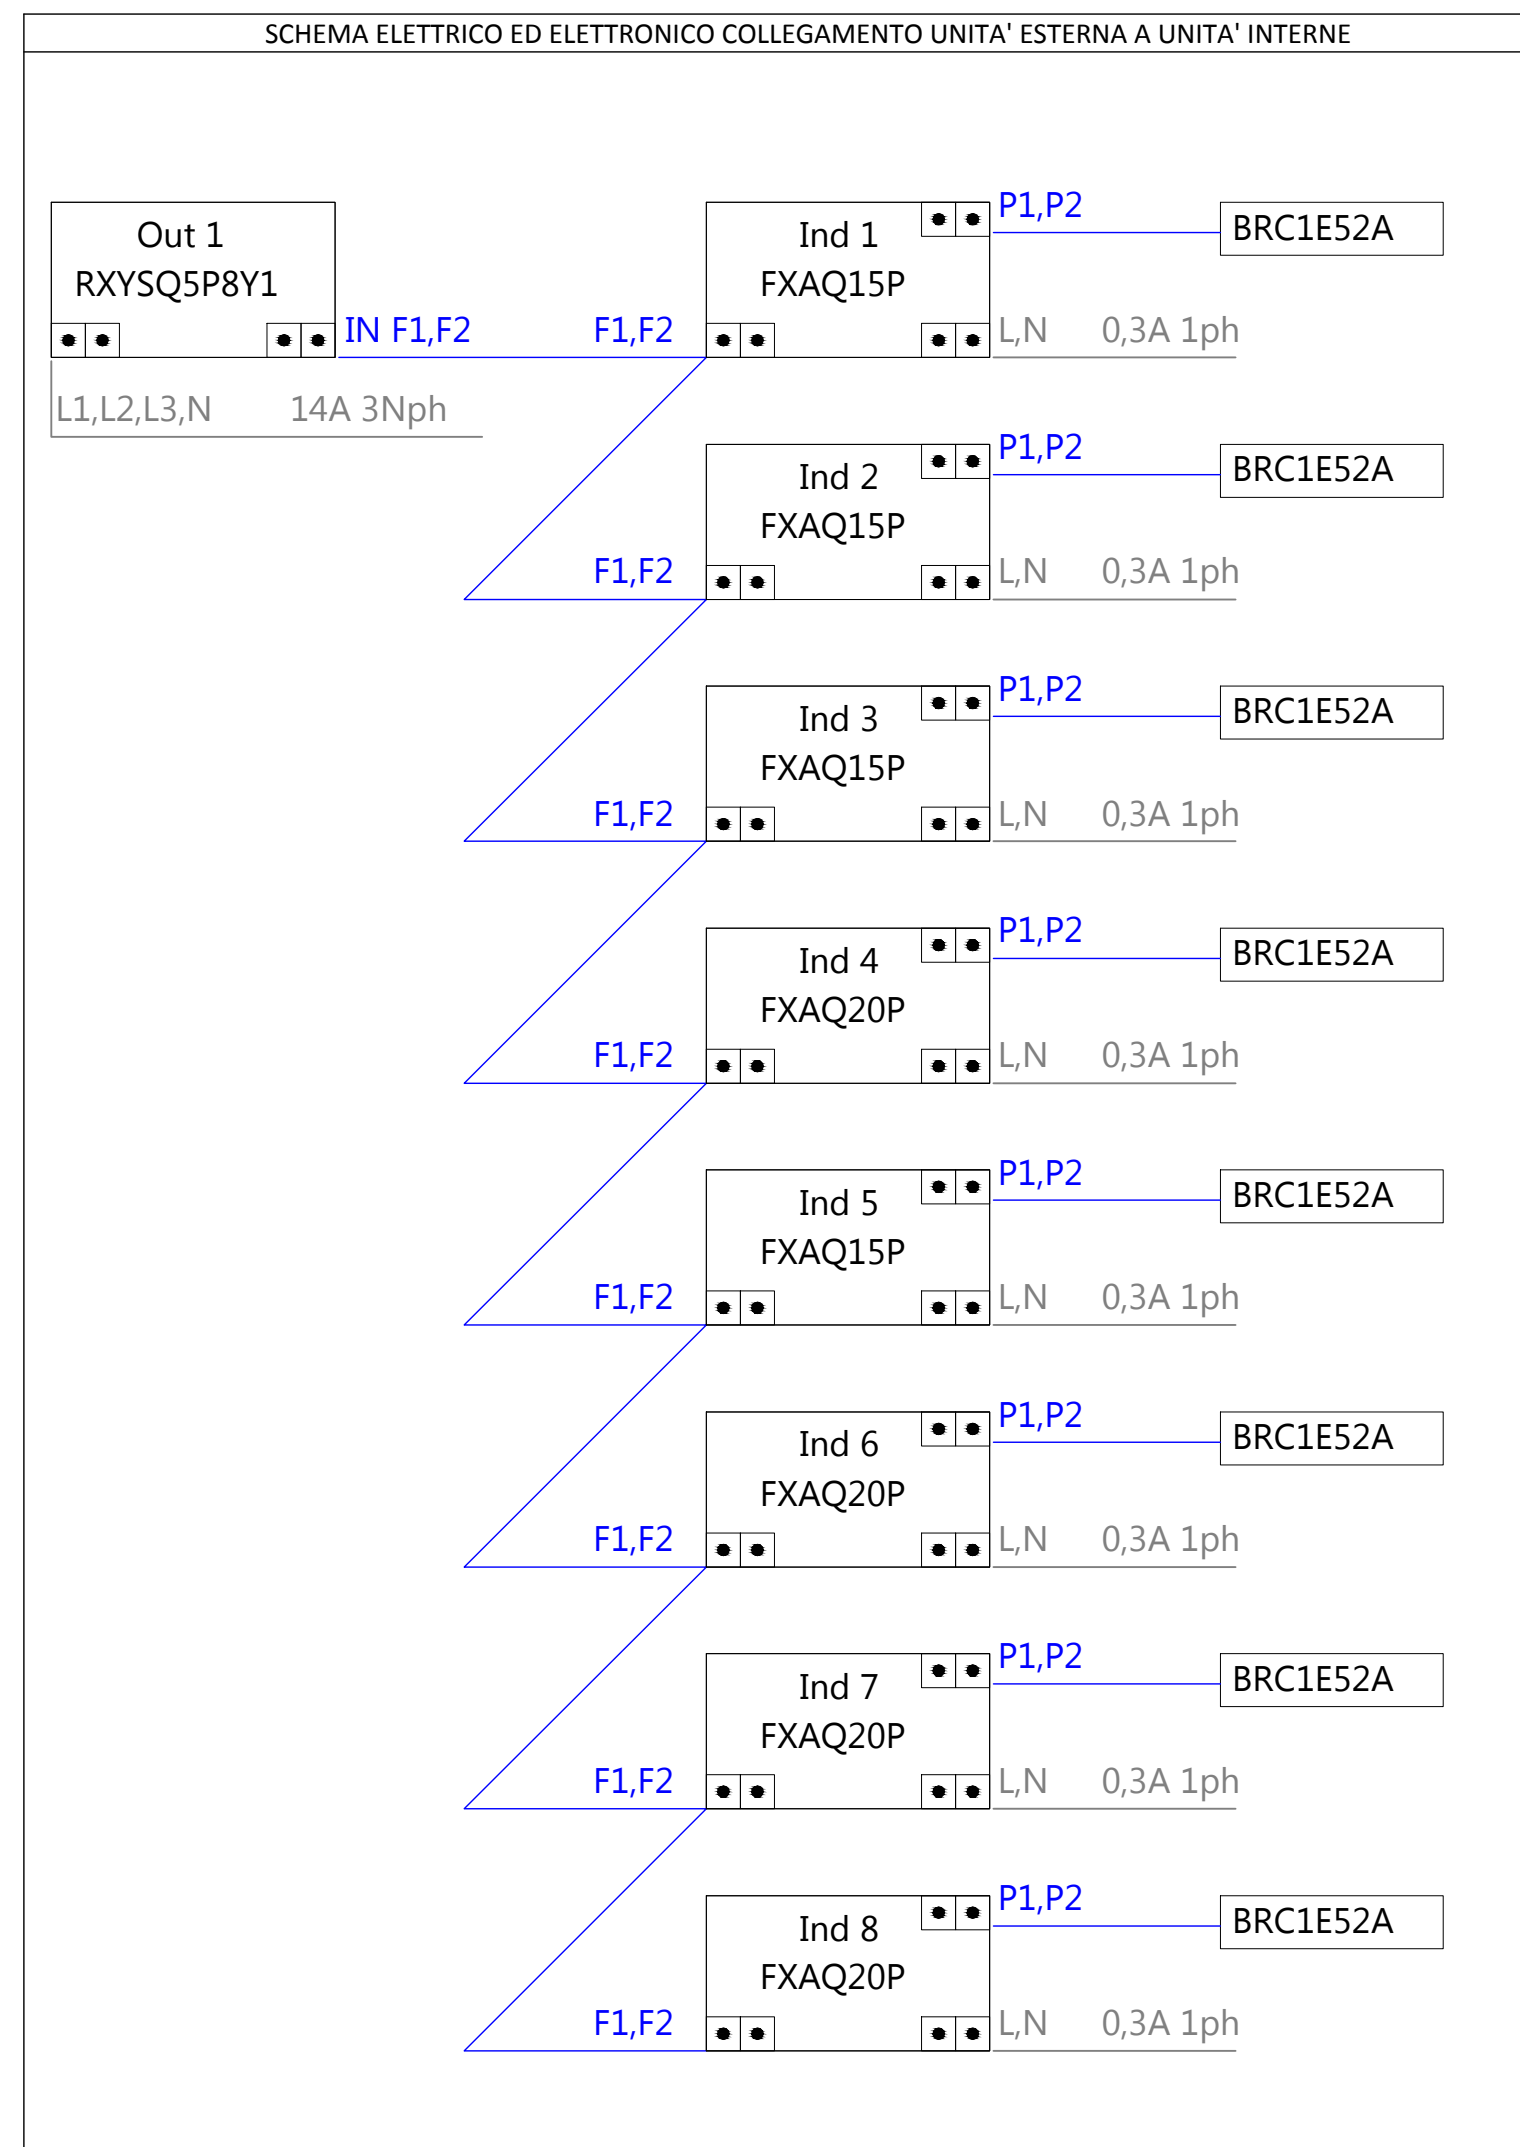 SCHEMA ELETTRICO ED ELETTRONICO COLLEGAMENTO UNITA' ESTERNA A UNITA' INTERNE
Out 1
RXYSQ5P8Y1
IN F1,F2
L1,L2,L3,N 14A 3Nph
Ind 1
FXAQ15P
F1,F2
P1,P2
BRC1E52A
L,N 0,3A 1ph
Ind 2
FXAQ15P
F1,F2
P1,P2
BRC1E52A
L,N 0,3A 1ph
Ind 3
FXAQ15P
F1,F2
P1,P2
BRC1E52A
L,N 0,3A 1ph
Ind 4
FXAQ20P
F1,F2
P1,P2
BRC1E52A
L,N 0,3A 1ph
Ind 5
FXAQ15P
F1,F2
P1,P2
BRC1E52A
L,N 0,3A 1ph
Ind 6
FXAQ20P
F1,F2
P1,P2
BRC1E52A
L,N 0,3A 1ph
Ind 7
FXAQ20P
F1,F2
P1,P2
BRC1E52A
L,N 0,3A 1ph
Ind 8
FXAQ20P
F1,F2
P1,P2
BRC1E52A
L,N 0,3A 1ph